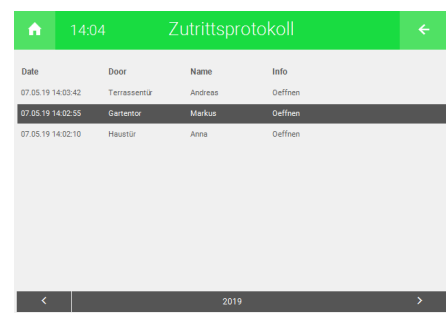 14:04 Zutrittsprotokoll
Date Door Name Info
07.05.19 14:03:42 Terrassentür Andreas Oeffnen
07.05.19 14:02:55 Gartentor Markus Oeffnen
07.05.19 14:02:10 Haustür Anna Oeffnen
2019